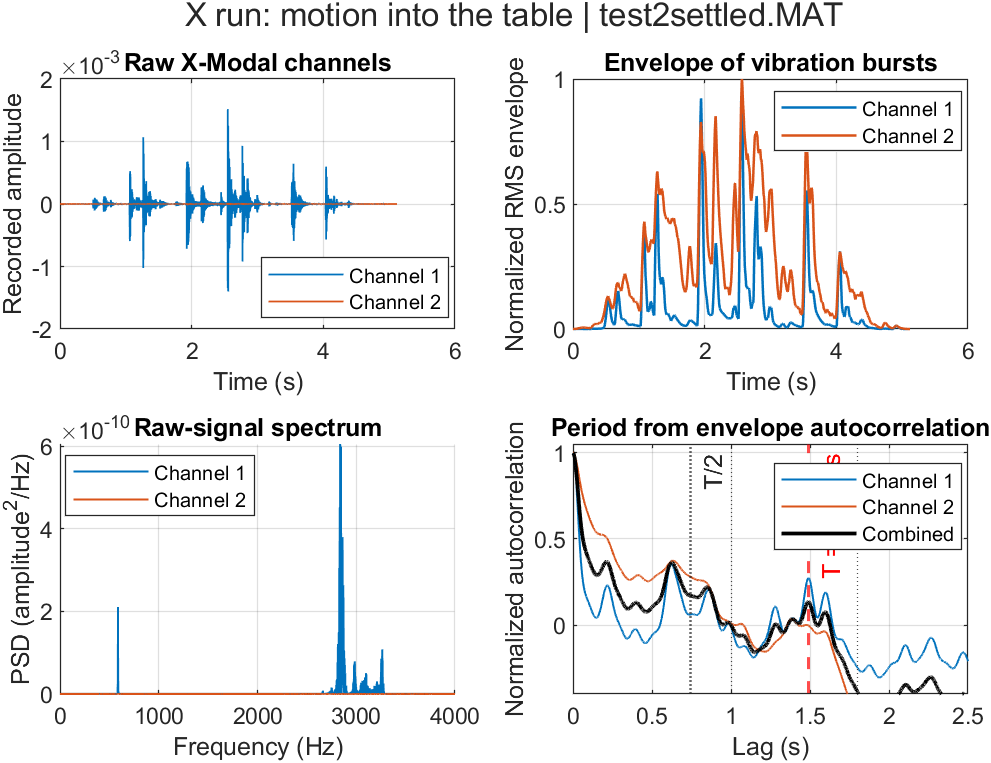 X run: motion into the table | test2settled.MAT
Raw X-Modal channels
×10⁻³
2
1
0
-1
-2
Recorded amplitude
Channel 1
Channel 2
0
2
4
6
Time (s)
Envelope of vibration bursts
1
0.5
0
Normalized RMS envelope
Channel 1
Channel 2
0
2
4
6
Time (s)
Raw-signal spectrum
×10⁻¹⁰
6
4
2
0
PSD (amplitude²/Hz)
Channel 1
Channel 2
0
1000
2000
3000
4000
Frequency (Hz)
Period from envelope autocorrelation
1
0.5
0
Normalized autocorrelation
T/2
Channel 1
Channel 2
Combined
0
0.5
1
1.5
2
2.5
Lag (s)